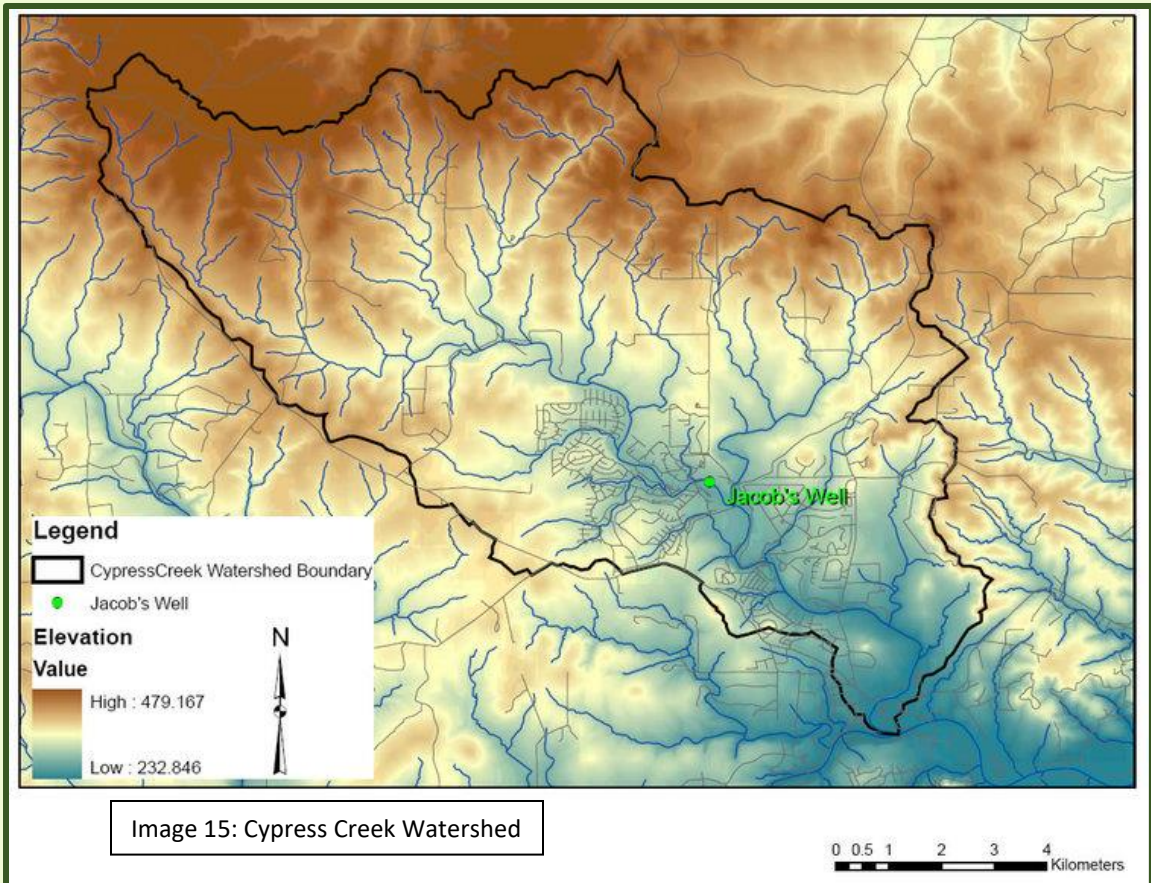 Jacob's Well
Legend
CypressCreek Watershed Boundary
Jacob's Well
Elevation
Value
High : 479.167
Low : 232.846
N
Image 15: Cypress Creek Watershed
0 0.5 1 2 3 4
Kilometers